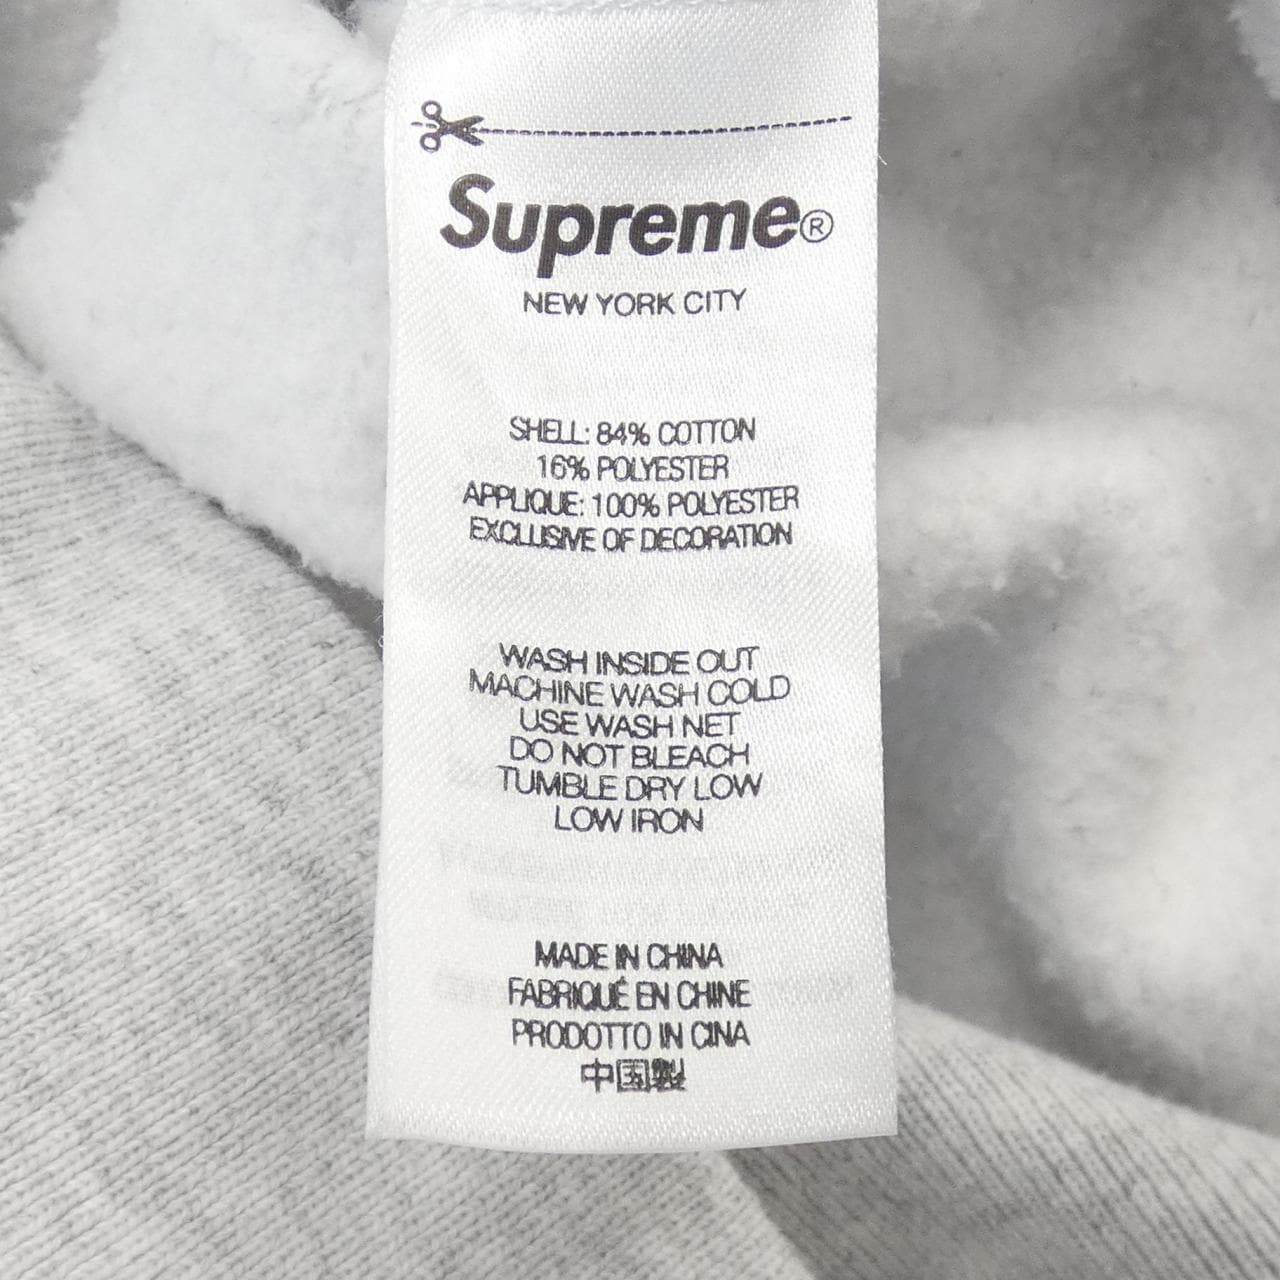 Supreme®
NEW YORK CITY
SHELL: 84% COTTON
16% POLYESTER
APPLIQUE: 100% POLYESTER
EXCLUSIVE OF DECORATION
WASH INSIDE OUT
MACHINE WASH COLD
USE WASH NET
DO NOT BLEACH
TUMBLE DRY LOW
LOW IRON
MADE IN CHINA
FABRIQUÉ EN CHINE
PRODOTTO IN CINA
中国製